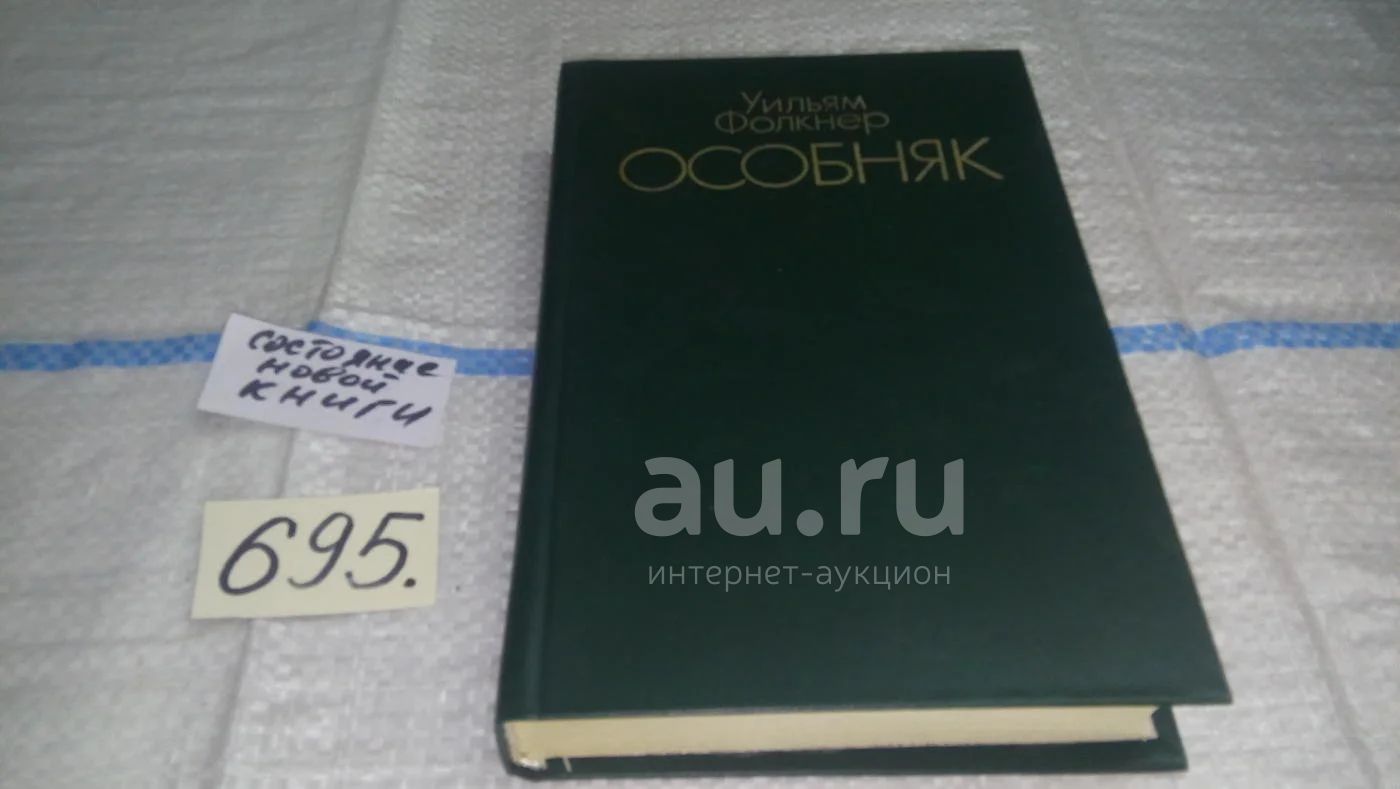 Уильям
Фолкнер
ОСОБНЯК
состояние
новой
книги
695.
au.ru
интернет-аукцион